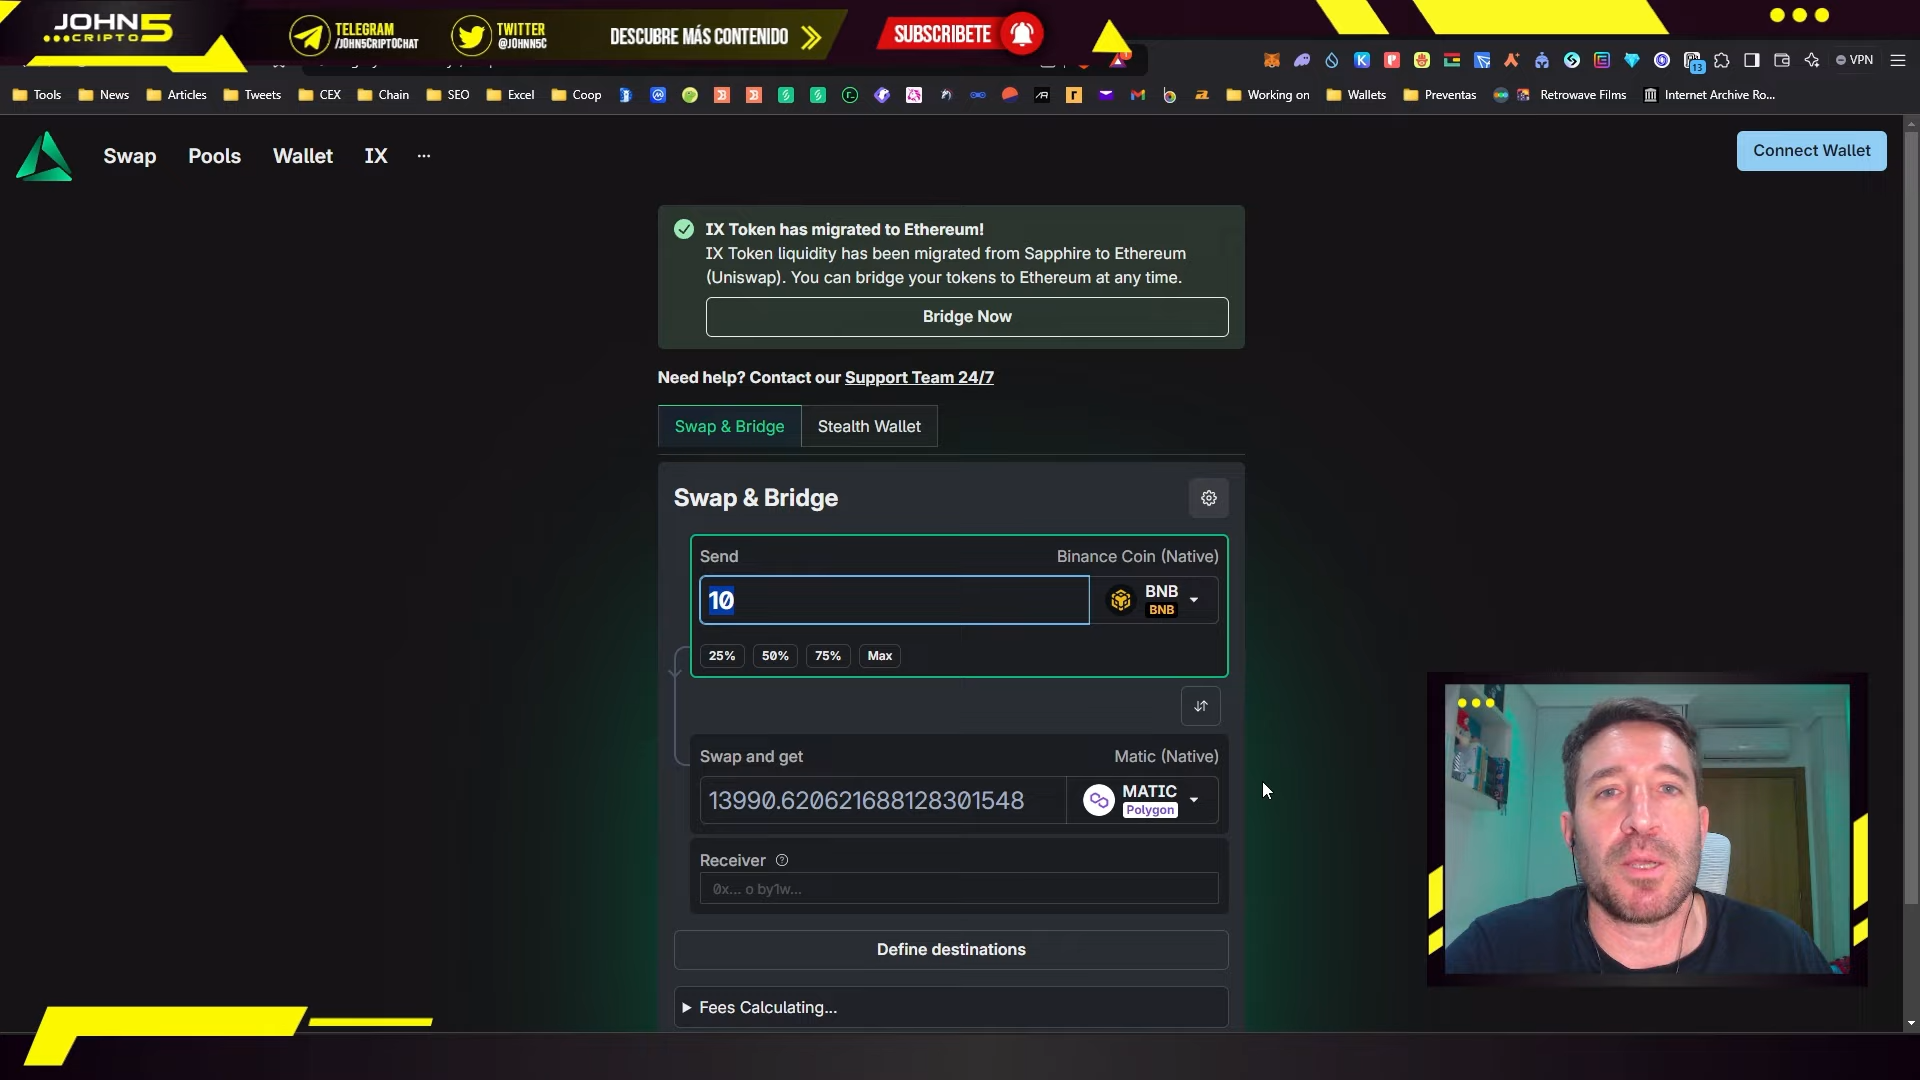 JOHN5
CRIPTO
TELEGRAM
/JOHN5CRIPTOCHAT
TWITTER
@JOHNN5C
DESCUBRE MÁS CONTENIDO
SUBSCRIBETE
13
VPN
Tools
News
Articles
Tweets
CEX
Chain
SEO
Excel
Coop
Working on
Wallets
Preventas
Retrowave Films
Internet Archive Ro...
Swap
Pools
Wallet
IX
...
Connect Wallet
IX Token has migrated to Ethereum!
IX Token liquidity has been migrated from Sapphire to Ethereum
(Uniswap). You can bridge your tokens to Ethereum at any time.
Bridge Now
Need help? Contact our Support Team 24/7
Swap & Bridge
Stealth Wallet
Swap & Bridge
Send
Binance Coin (Native)
10
BNB
BNB
25%
50%
75%
Max
Swap and get
Matic (Native)
13990.620621688128301548
MATIC
Polygon
Receiver
0x... o by1w...
Define destinations
Fees Calculating...